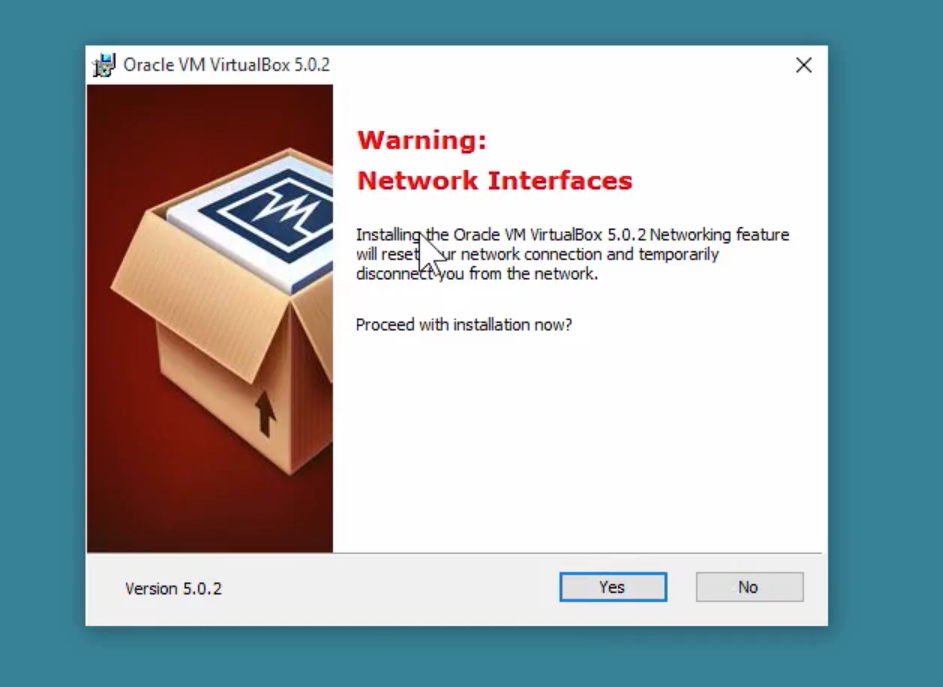 Oracle VM VirtualBox 5.0.2
Warning:
Network Interfaces
Installing the Oracle VM VirtualBox 5.0.2 Networking feature
will reset ur network connection and temporarily
disconnect you from the network.
Proceed with installation now?
Version 5.0.2
Yes
No